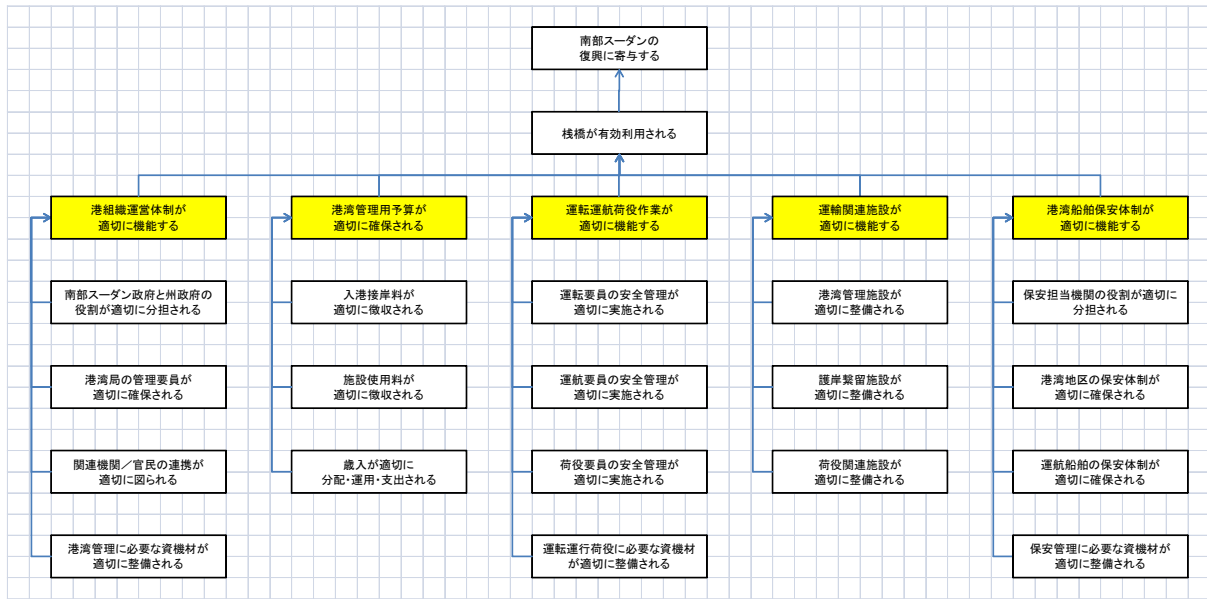 南部スーダンの
復興に寄与する
桟橋が有効利用される
港組織運営体制が
適切に機能する
南部スーダン政府と州政府の
役割が適切に分担される
港湾局の管理要員が
適切に確保される
関連機関／官民の連携が
適切に図られる
港湾管理に必要な資機材が
適切に整備される
港湾管理用予算が
適切に確保される
入港接岸料が
適切に徴収される
施設使用料が
適切に徴収される
歳入が適切に
分配・運用・支出される
運転運航荷役作業が
適切に機能する
運転要員の安全管理が
適切に実施される
運航要員の安全管理が
適切に実施される
荷役要員の安全管理が
適切に実施される
運転運行荷役に必要な資機材
が適切に整備される
運輸関連施設が
適切に機能する
港湾管理施設が
適切に整備される
護岸繋留施設が
適切に整備される
荷役関連施設が
適切に整備される
港湾船舶保安体制が
適切に機能する
保安担当機関の役割が適切に
分担される
港湾地区の保安体制が
適切に確保される
運航船舶の保安体制が
適切に確保される
保安管理に必要な資機材が
適切に整備される